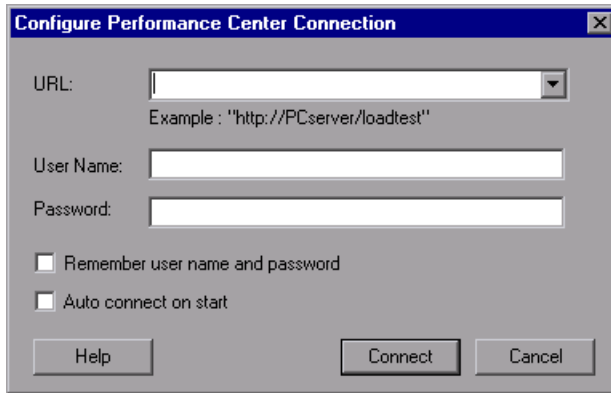 Configure Performance Center Connection
URL:
Example : "http://PCserver/loadtest"
User Name:
Password:
Remember user name and password
Auto connect on start
Help Connect Cancel